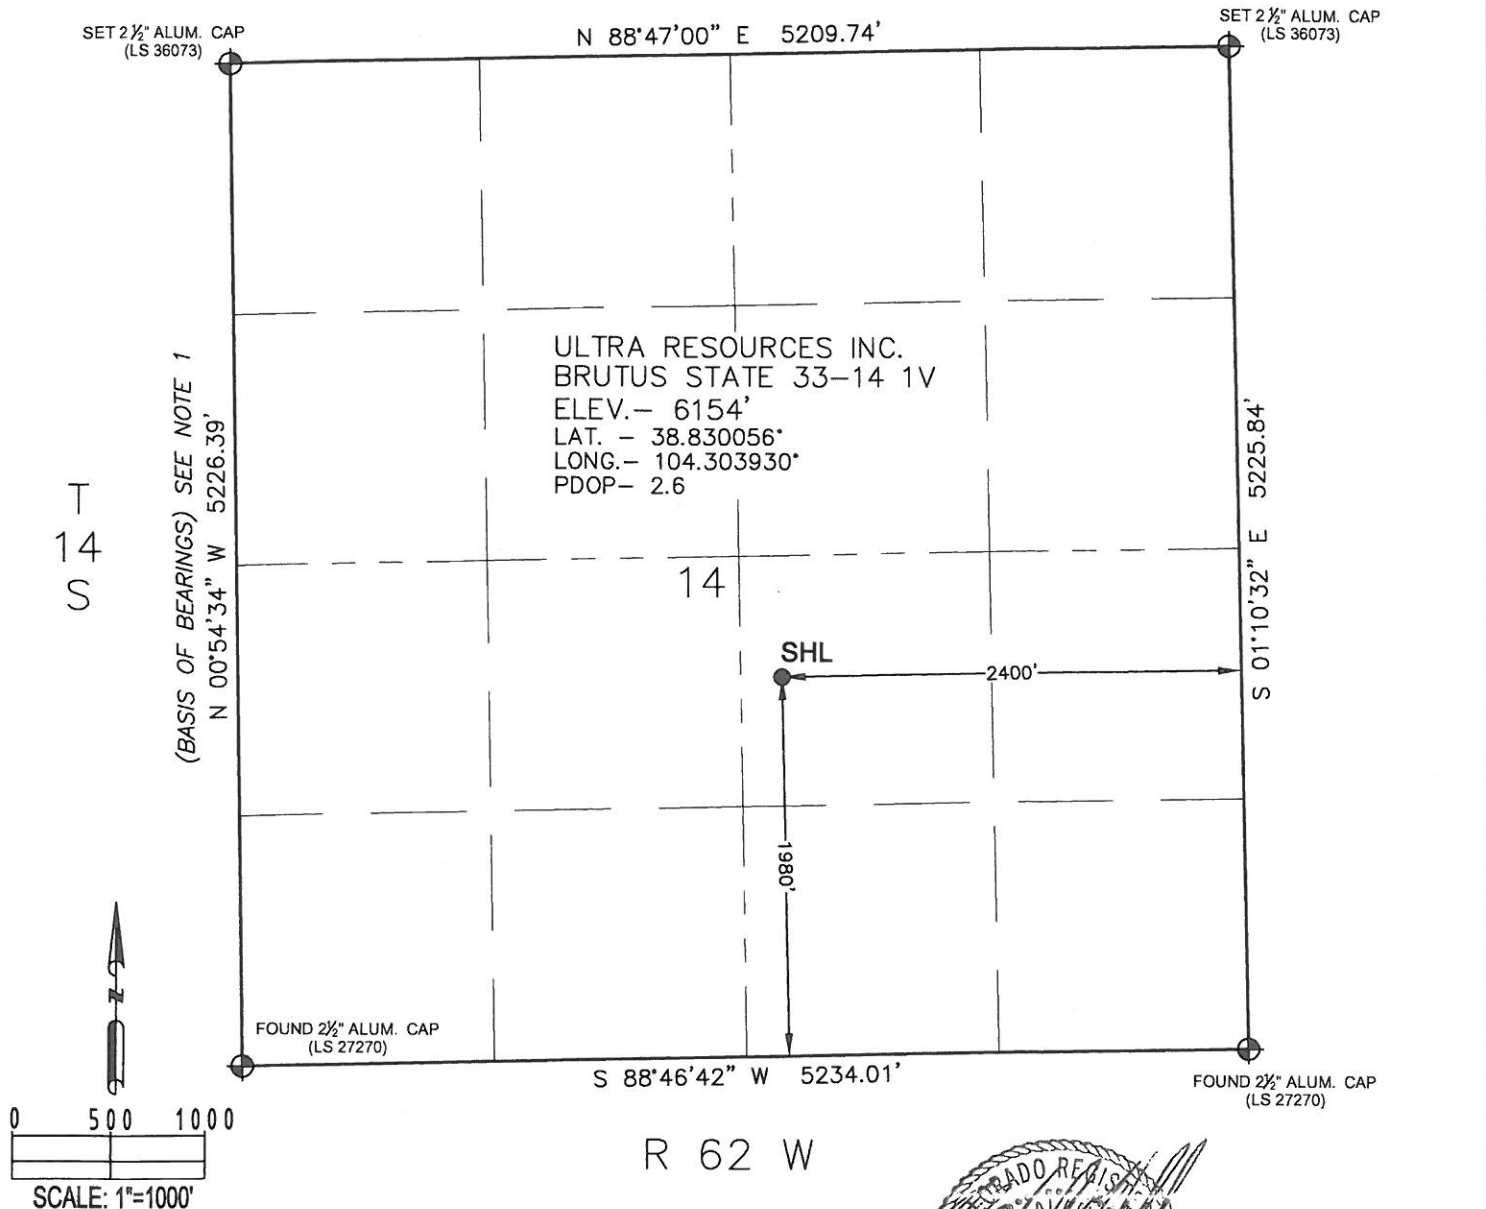 SET 2 ½" ALUM. CAP
(LS 36073)
N 88°47'00" E 5209.74'
SET 2 ½" ALUM. CAP
(LS 36073)
ULTRA RESOURCES INC.
BRUTUS STATE 33-14 1V
ELEV.- 6154'
LAT. - 38.830056°
LONG.- 104.303930°
PDOP- 2.6
(BASIS OF BEARINGS) SEE NOTE 1
N 00°54'34" W 5226.39'
S 01°10'32" E 5225.84'
T
14
S
14
SHL
2400'
1980'
N
FOUND 2½" ALUM. CAP
(LS 27270)
S 88°46'42" W 5234.01'
FOUND 2½" ALUM. CAP
(LS 27270)
0 500 1000
SCALE: 1"=1000'
R 62 W